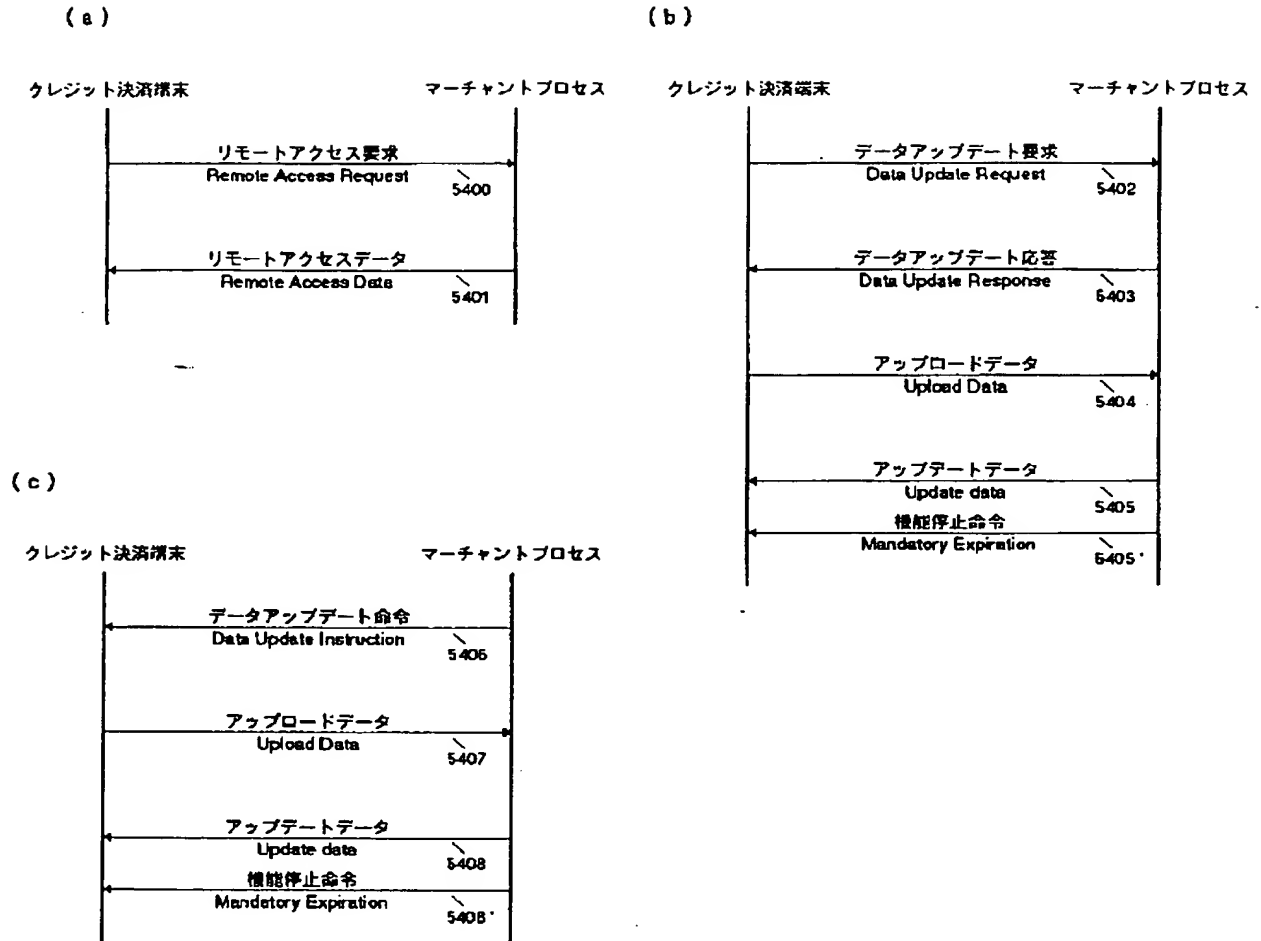 (a)
クレジット決済端末
マーチャントプロセス
リモートアクセス要求
Remote Access Request
5400
リモートアクセスデータ
Remote Access Data
5401
(b)
クレジット決済端末
マーチャントプロセス
データアップデート要求
Data Update Request
5402
データアップデート応答
Data Update Response
5403
アップロードデータ
Upload Data
5404
アップデートデータ
Update data
5405
機能停止命令
Mandatory Expiration
5405'
(c)
クレジット決済端末
マーチャントプロセス
データアップデート命令
Data Update Instruction
5406
アップロードデータ
Upload Data
5407
アップデートデータ
Update data
5408
機能停止命令
Mandatory Expiration
5408'